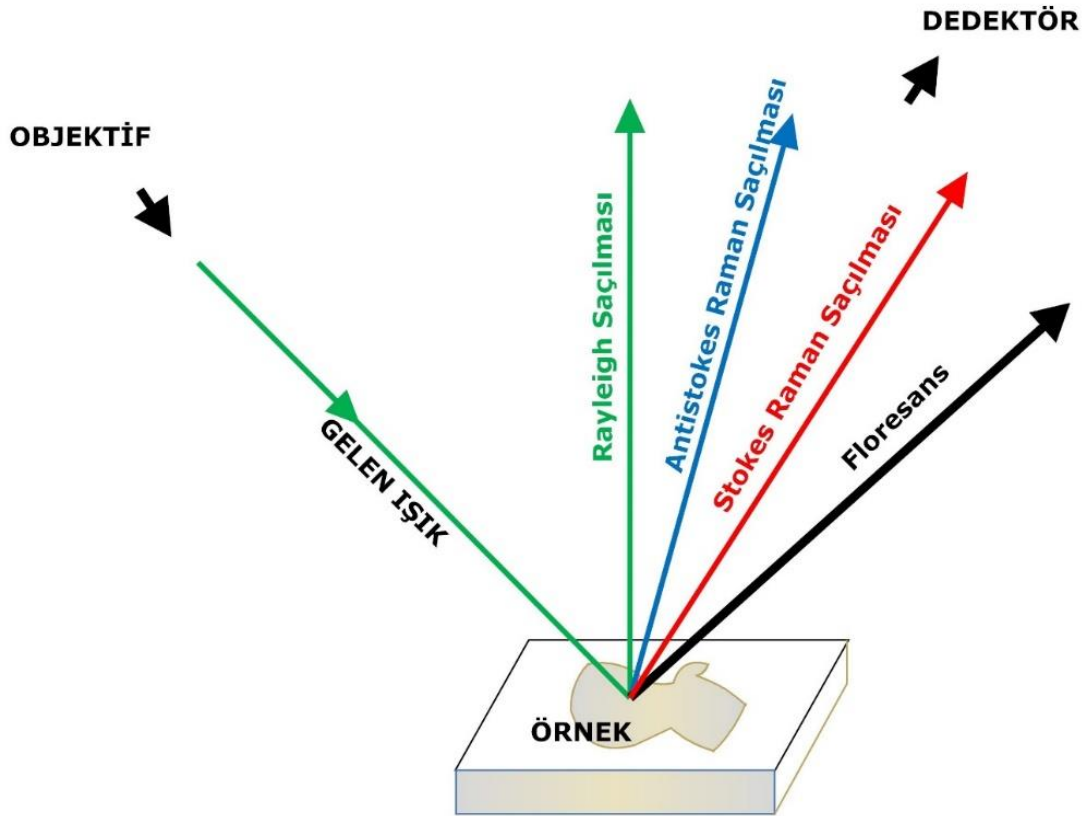 DEDEKTÖR
OBJEKTİF
GELEN IŞIK
Rayleigh Saçılması
Antistokes Raman Saçılması
Stokes Raman Saçılması
Floresans
ÖRNEK